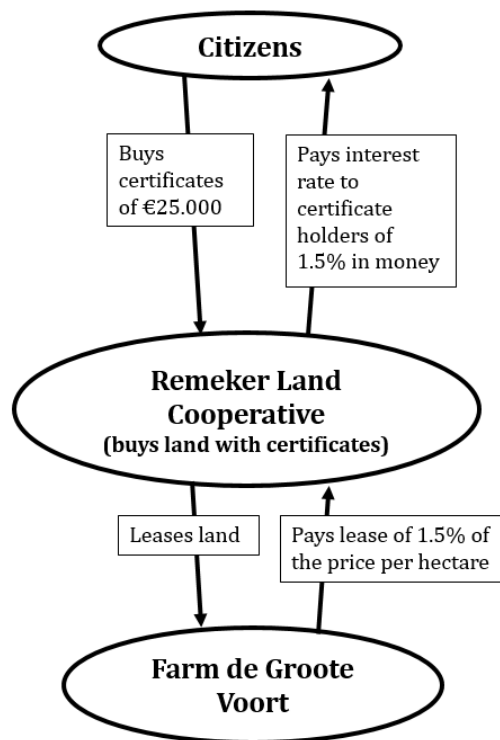 Citizens
Buys
certificates
of €25.000
Pays interest
rate to
certificate
holders of
1.5% in money
Remeker Land
Cooperative
(buys land with certificates)
Leases land
Pays lease of 1.5% of
the price per hectare
Farm de Groote
Voort